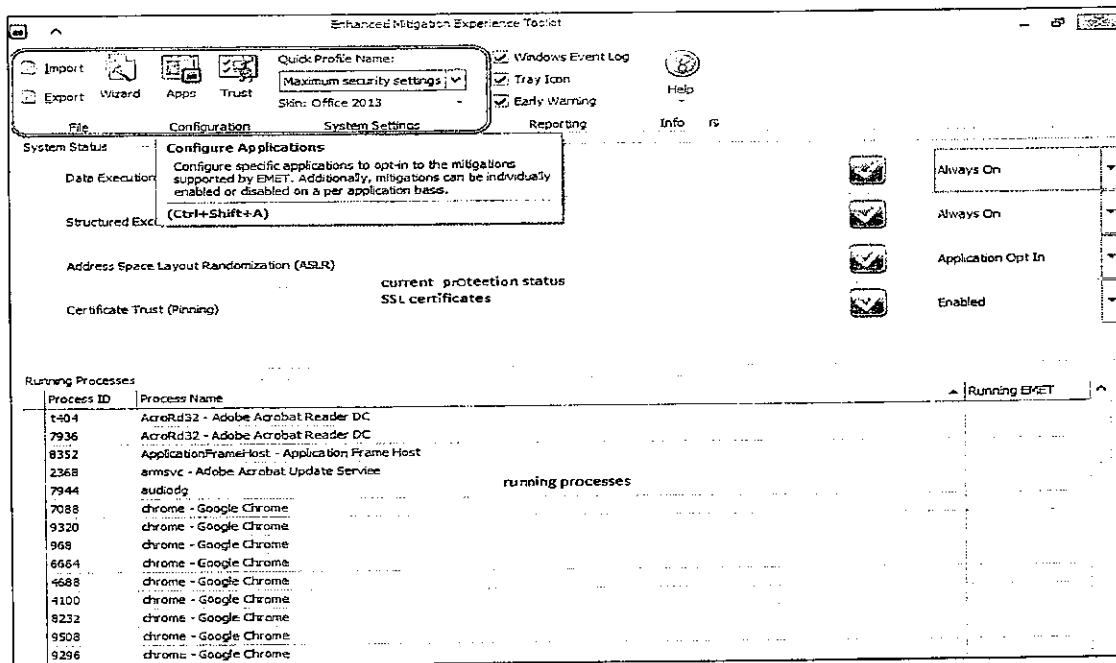 Enhanced Mitigation Experience Toolkit
Import
Export
Wizard
Apps
Trust
Quick Profile Name:
Maximum security settings
Skin: Office 2013
Windows Event Log
Tray Icon
Early Warning
Help
File
Configuration
System Settings
Reporting
Info
System Status
Configure Applications
Configure specific applications to opt-in to the mitigations
supported by EMET. Additionally, mitigations can be individually
enabled or disabled on a per application basis.
(Ctrl+Shift+A)
Data Execution
Always On
Structured Exc
Always On
Address Space Layout Randomization (ASLR)
Application Opt In
current protection status
SSL certificates
Certificate Trust (Pinning)
Enabled
Running Processes
Process ID Process Name Running EMET
AcroRd32 - Adobe Acrobat Reader DC
7936 AcroRd32 - Adobe Acrobat Reader DC
8352 ApplicationFrameHost - Application Frame Host
2368 armsvc - Adobe Acrobat Update Service
running processes
7944 audiodg
7088 chrome - Google Chrome
9320 chrome - Google Chrome
968 chrome - Google Chrome
6664 chrome - Google Chrome
4688 chrome - Google Chrome
4100 chrome - Google Chrome
8232 chrome - Google Chrome
9508 chrome - Google Chrome
9296 chrome - Google Chrome